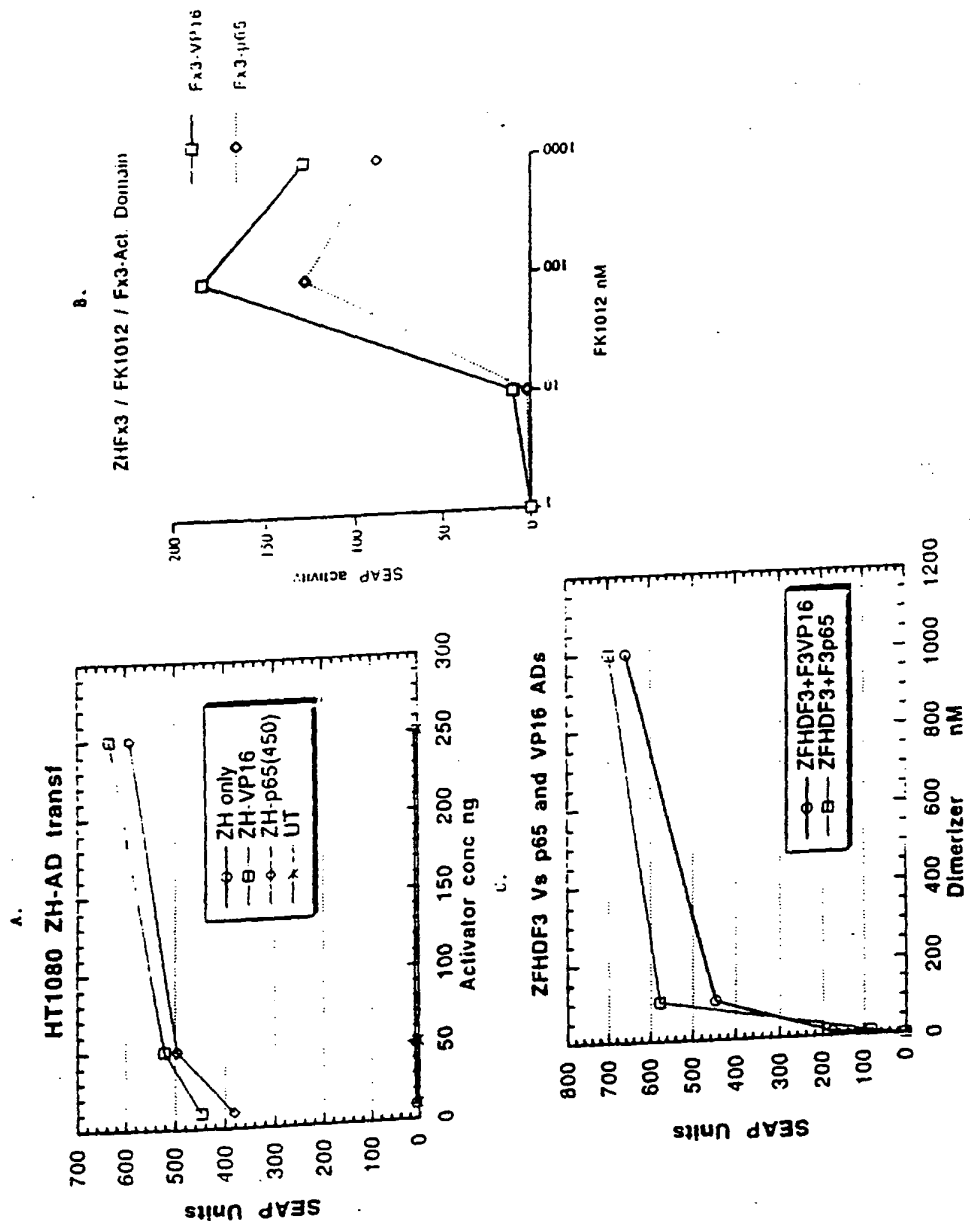 A.
HT1080 ZH-AD transf
SEAP Units
700
600
500
400
300
200
100
0
ZH only
ZH-VP16
ZH-p65(450)
UT
0
50
100
150
200
250
300
Activator conc ng
B.
ZHFx3 / FK1012 / Fx3-Act. Domain
SEAP activity
200
150
100
50
0
Fx3-VP16
Fx3-p65
1
10
100
1000
FK1012 nM
C.
ZFHDF3 Vs p65 and VP16 ADs
SEAP Units
800
700
600
500
400
300
200
100
0
ZFHDF3+F3VP16
ZFHDF3+F3p65
0
200
400
600
800
1000
1200
Dimerizer nM